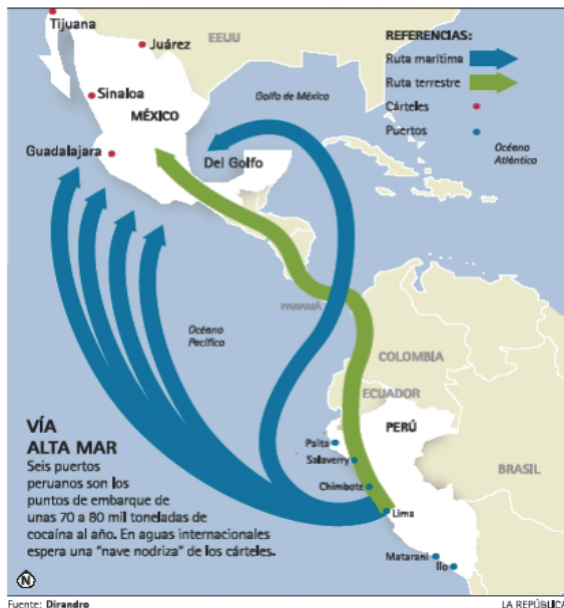 Tijuana
Juárez
EEUU
REFERENCIAS:
Ruta marítima
Ruta terrestre
Cárteles
Puertos
Sinaloa
Golfo de México
MÉXICO
Océano
Atlántico
Guadalajara
Del Golfo
PANAMÁ
Océano
Pacífico
COLOMBIA
ECUADOR
PERÚ
BRASIL
Paita
Salaverry
Chimbote
Lima
Matarani
Ilo
VÍA
ALTA MAR
Seis puertos
peruanos son los
puntos de embarque de
unas 70 a 80 mil toneladas de
cocaína al año. En aguas internacionales
espera una "nave nodriza" de los cárteles.
N
Fuente: Dirandro
LA REPÚBLICA